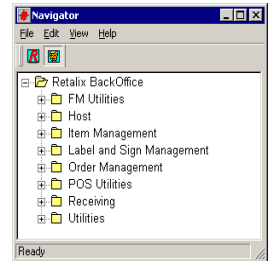 Navigator
File Edit View Help
Retalix BackOffice
FM Utilities
Host
Item Management
Label and Sign Management
Order Management
POS Utilities
Receiving
Utilities
Ready